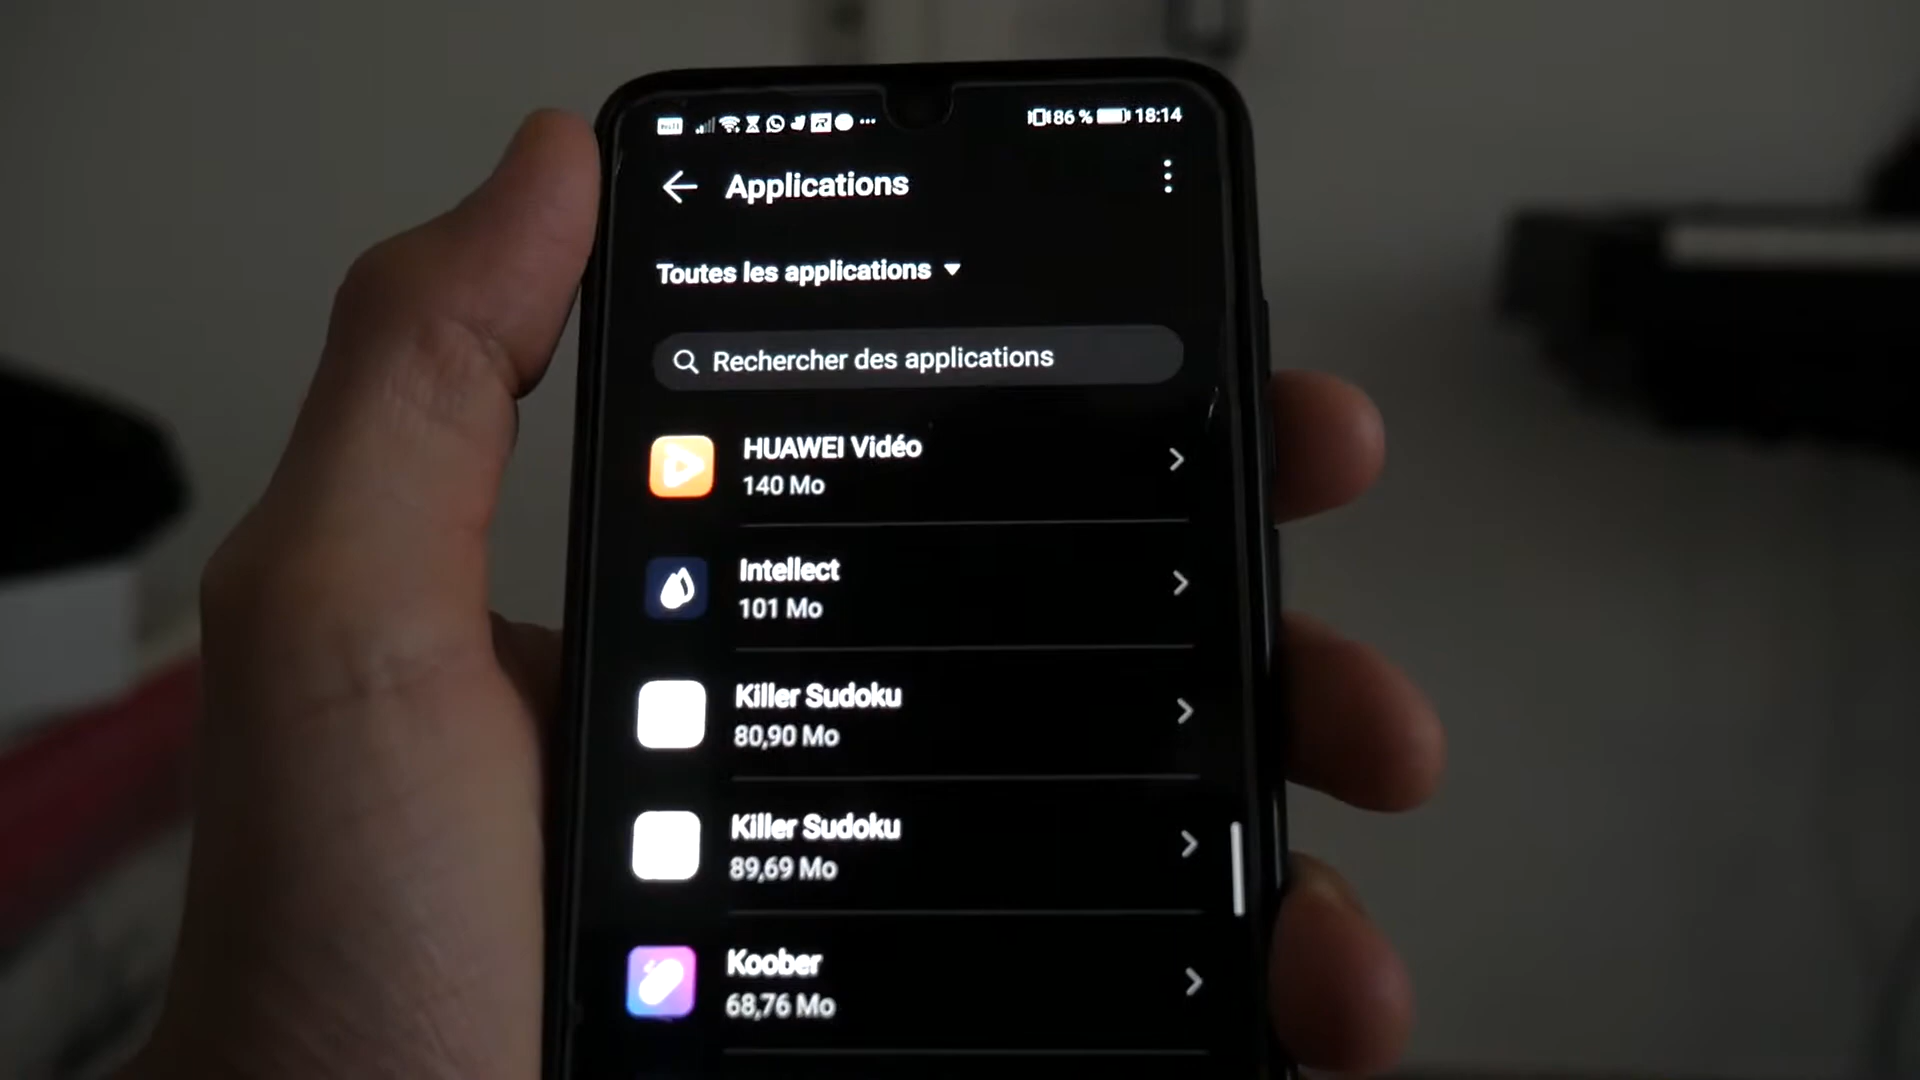 86 % 18:14
Applications
Toutes les applications
Rechercher des applications
HUAWEI Vidéo
140 Mo
Intellect
101 Mo
Killer Sudoku
80,90 Mo
Killer Sudoku
89,69 Mo
Koober
68,76 Mo